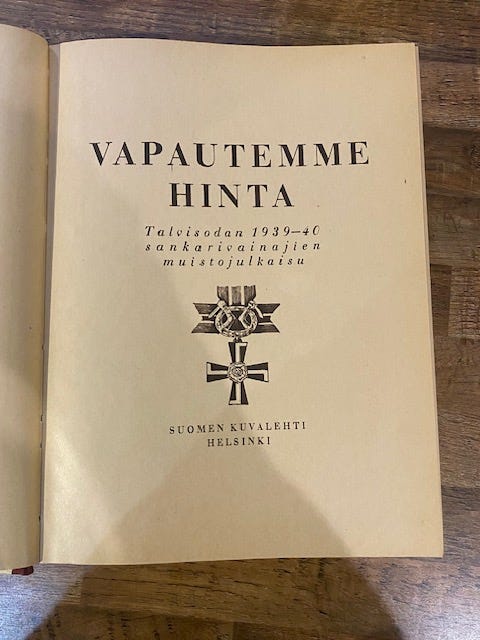 VAPAUTEMME
HINTA
Talvisodan 1939—40
sankarivainajien
muistojulkaisu
SUOMEN KUVALEHTI
HELSINKI